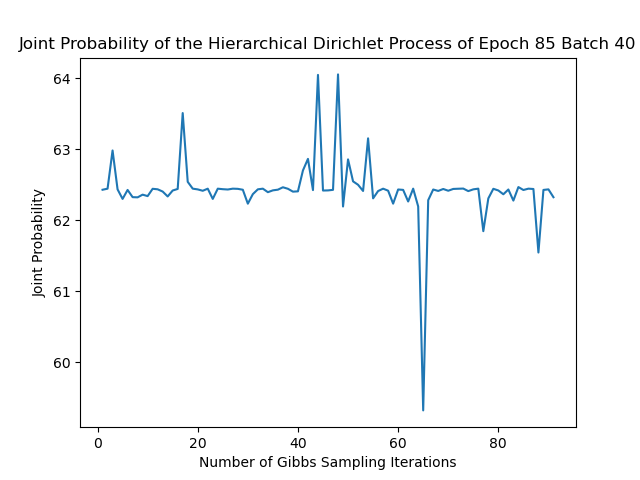 Joint Probability of the Hierarchical Dirichlet Process of Epoch 85 Batch 40
64
63
62
61
60
Joint Probability
0 20 40 60 80
Number of Gibbs Sampling Iterations